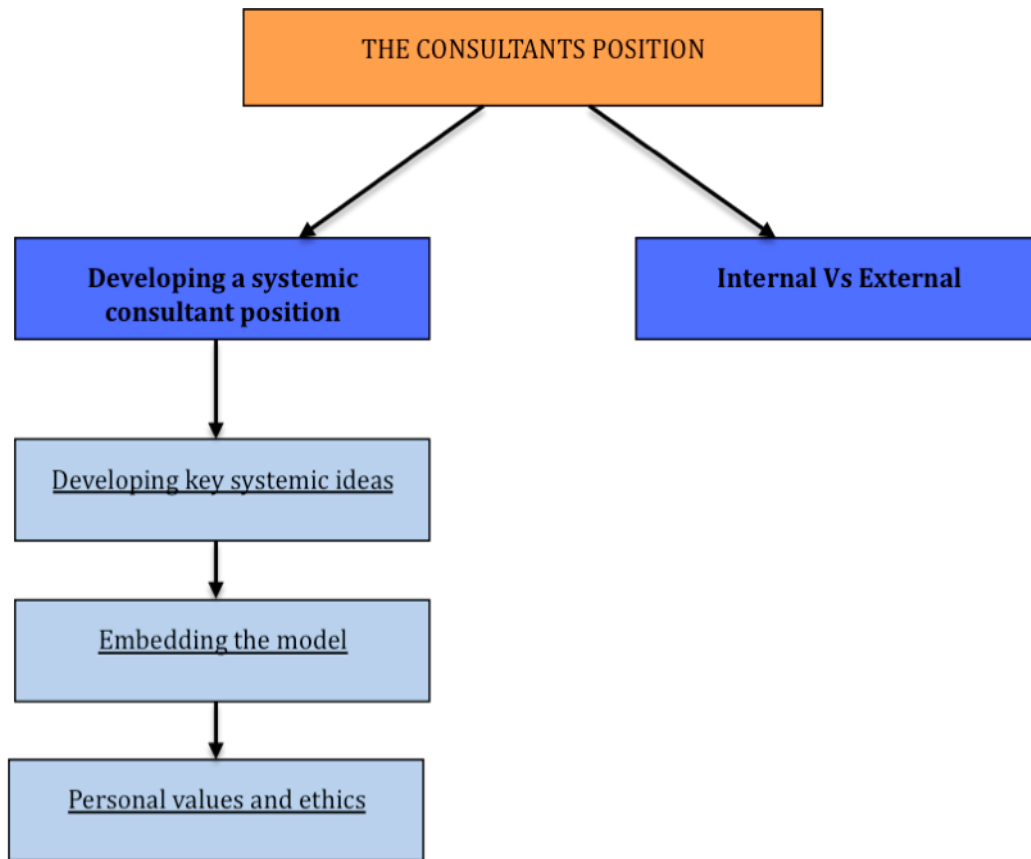 THE CONSULTANTS POSITION
Developing a systemic
consultant position
Internal Vs External
Developing key systemic ideas
Embedding the model
Personal values and ethics